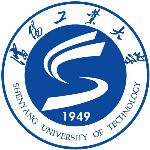 沈阳工业大学
1949
SHENYANG UNIVERSITY OF TECHNOLOGY